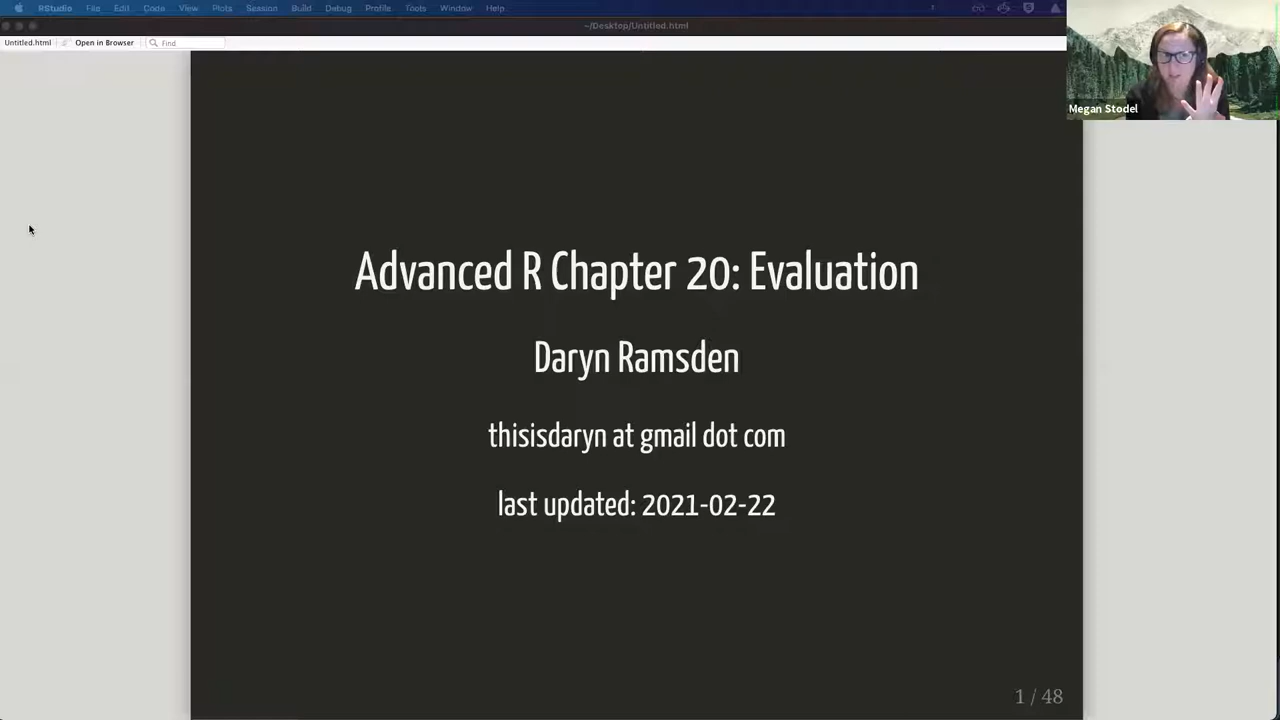 RStudio File Edit Code View Plots Session Build Debug Profile Tools Window Help
~/Desktop/Untitled.html
Untitled.html Open in Browser Find
Megan Stodel
Advanced R Chapter 20: Evaluation
Daryn Ramsden
thisisdaryn at gmail dot com
last updated: 2021-02-22
1 / 48